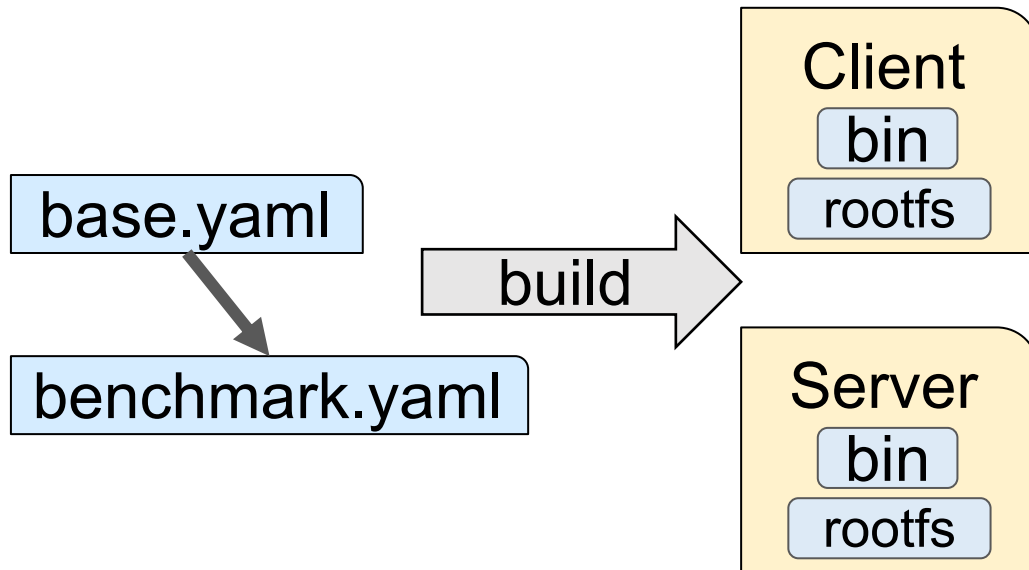 base.yaml
benchmark.yaml
build
Client
bin
rootfs
Server
bin
rootfs